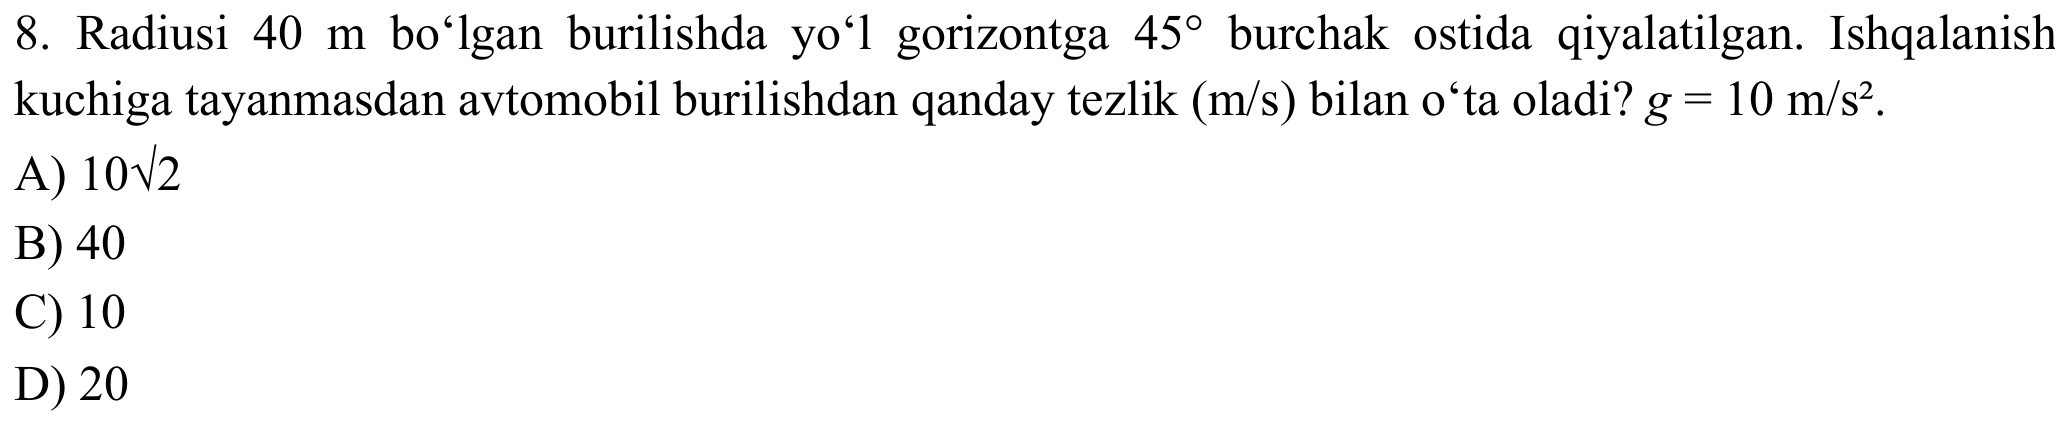 8. Radiusi 40 m bo‘lgan burilishda yo‘l gorizontga 45° burchak ostida qiyalatilgan. Ishqalanish
kuchiga tayanmasdan avtomobil burilishdan qanday tezlik (m/s) bilan o‘ta oladi? g = 10 m/s².
A) 10√2
B) 40
C) 10
D) 20